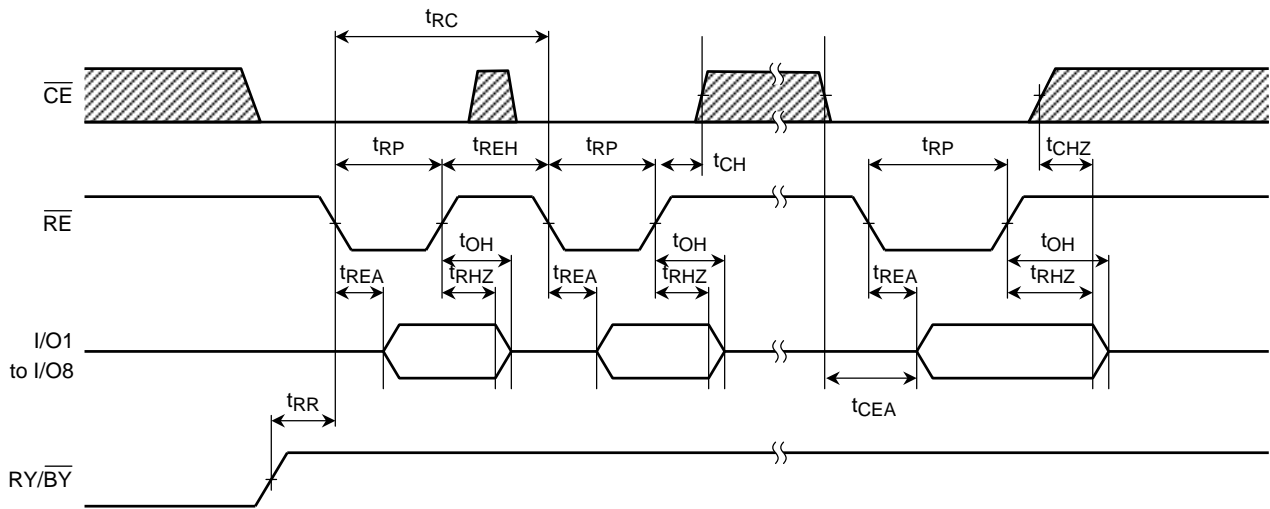 tRC
CE
tRP tREH tRP tCH tRP tCHZ
RE
tOH tOH tOH
tREA tRHZ tREA tRHZ tREA tRHZ
I/O1
to I/O8
tRR tCEA
RY/BY